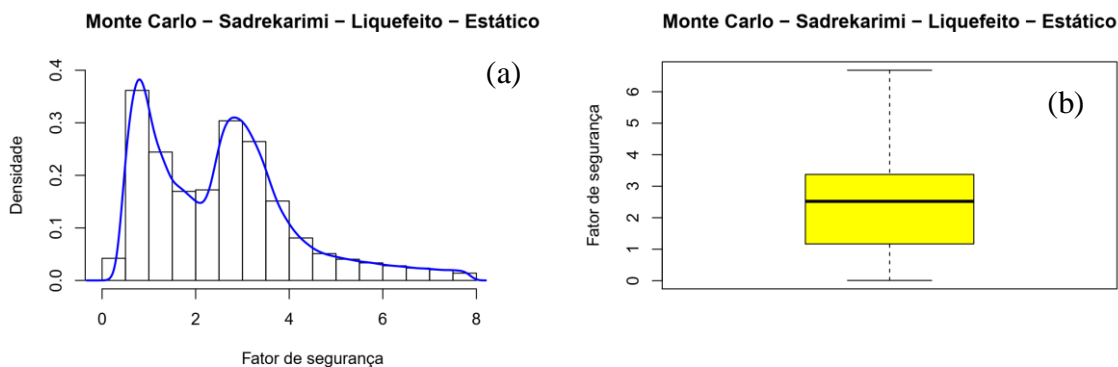 Monte Carlo − Sadrekarimi − Liquefeito − Estático
(a)
Densidade
0.4
0.3
0.2
0.1
0.0
0 2 4 6 8
Fator de segurança
Monte Carlo − Sadrekarimi − Liquefeito − Estático
(b)
Fator de segurança
6
5
4
3
2
1
0